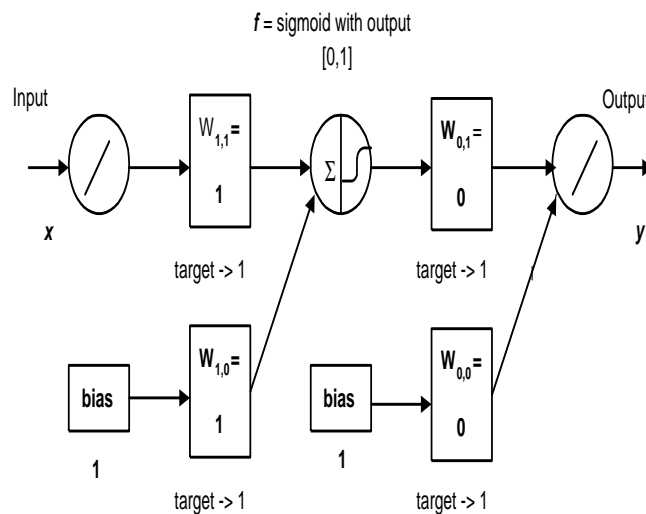 f = sigmoid with output
[0,1]
Input
Output
W1,1=
1
Σ
W0,1=
0
x
y
target -> 1
target -> 1
bias
1
W1,0=
1
bias
1
W0,0=
0
target -> 1
target -> 1